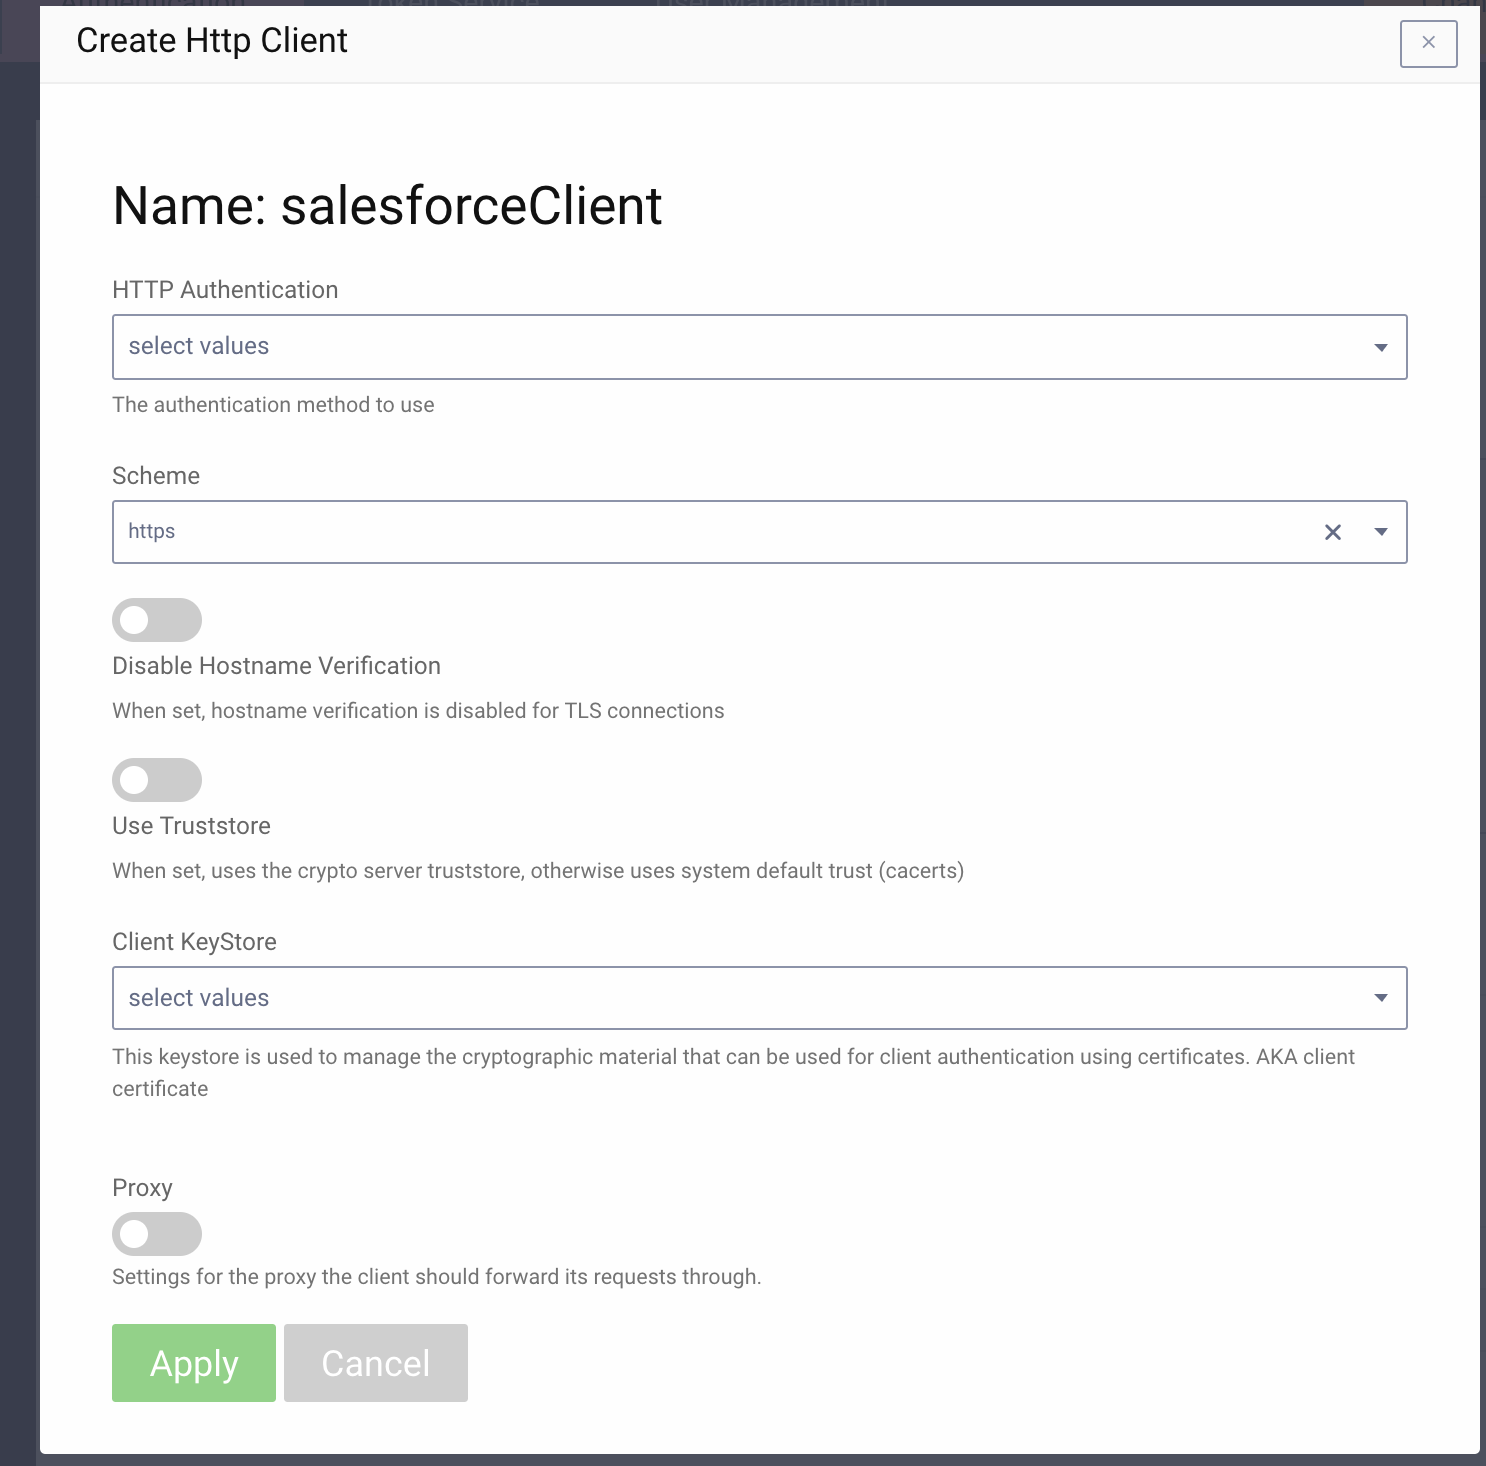 Create Http Client
Name: salesforceClient
HTTP Authentication
select values
The authentication method to use
Scheme
https
Disable Hostname Verification
When set, hostname verification is disabled for TLS connections
Use Truststore
When set, uses the crypto server truststore, otherwise uses system default trust (cacerts)
Client KeyStore
select values
This keystore is used to manage the cryptographic material that can be used for client authentication using certificates. AKA client
certificate
Proxy
Settings for the proxy the client should forward its requests through.
Apply Cancel